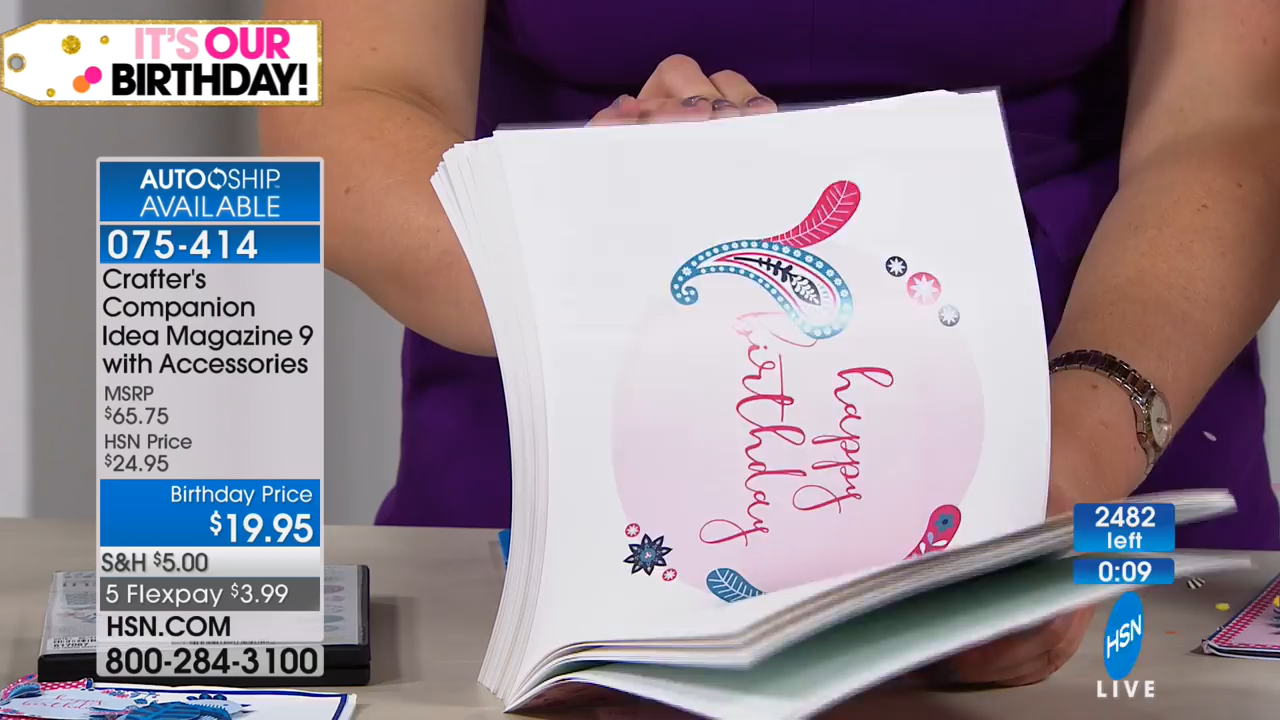 IT'S OUR
BIRTHDAY!
AUTOSHIP
AVAILABLE
075-414
Crafter's
Companion
Idea Magazine 9
with Accessories
MSRP
$65.75
HSN Price
$24.95
Birthday Price
$19.95
S&H $5.00
5 Flexpay $3.99
HSN.COM
800-284-3100
happy
birthday
2482
left
0:09
HSN
LIVE
birthday